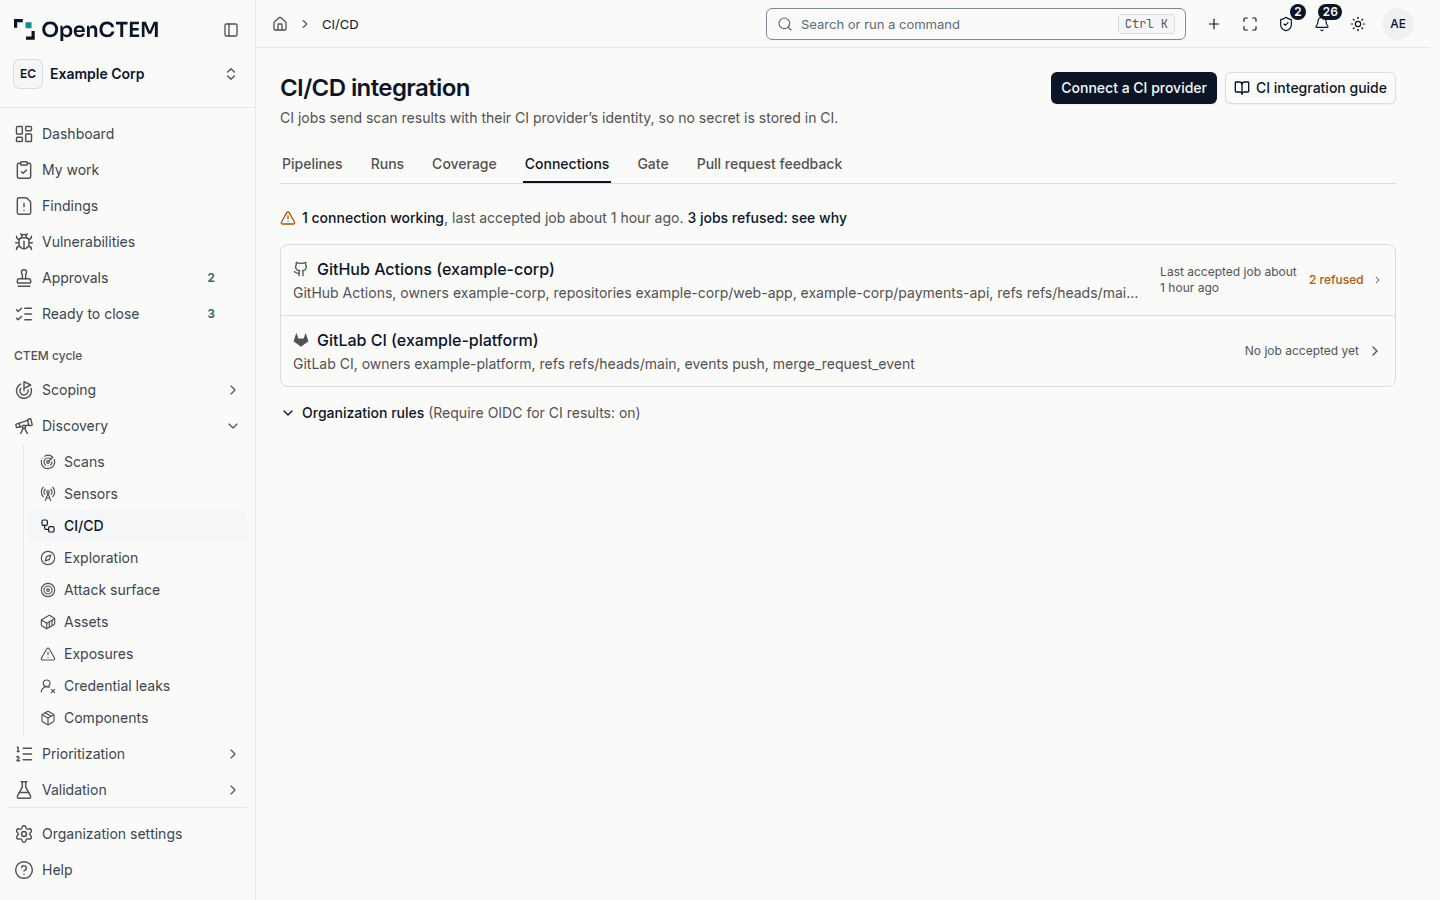 OpenCTEM
EC Example Corp
Dashboard
My work
Findings
Vulnerabilities
Approvals 2
Ready to close 3
CTEM cycle
Scoping
Discovery
Scans
Sensors
CI/CD
Exploration
Attack surface
Assets
Exposures
Credential leaks
Components
Prioritization
Validation
Organization settings
Help
CI/CD
Search or run a command Ctrl K
2
26
AE
CI/CD integration
CI jobs send scan results with their CI provider’s identity, so no secret is stored in CI.
Connect a CI provider
CI integration guide
Pipelines Runs Coverage Connections Gate Pull request feedback
1 connection working, last accepted job about 1 hour ago. 3 jobs refused: see why
GitHub Actions (example-corp)
GitHub Actions, owners example-corp, repositories example-corp/web-app, example-corp/payments-api, refs refs/heads/mai...
Last accepted job about
1 hour ago
2 refused
GitLab CI (example-platform)
GitLab CI, owners example-platform, refs refs/heads/main, events push, merge_request_event
No job accepted yet
Organization rules (Require OIDC for CI results: on)